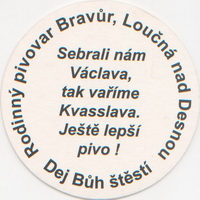 Rodinný pivovar Bravůr, Loučná nad Desnou
Sebrali nám
Václava,
tak vaříme
Kvasslava.
Ještě lepší
pivo !
Dej Bůh štěstí